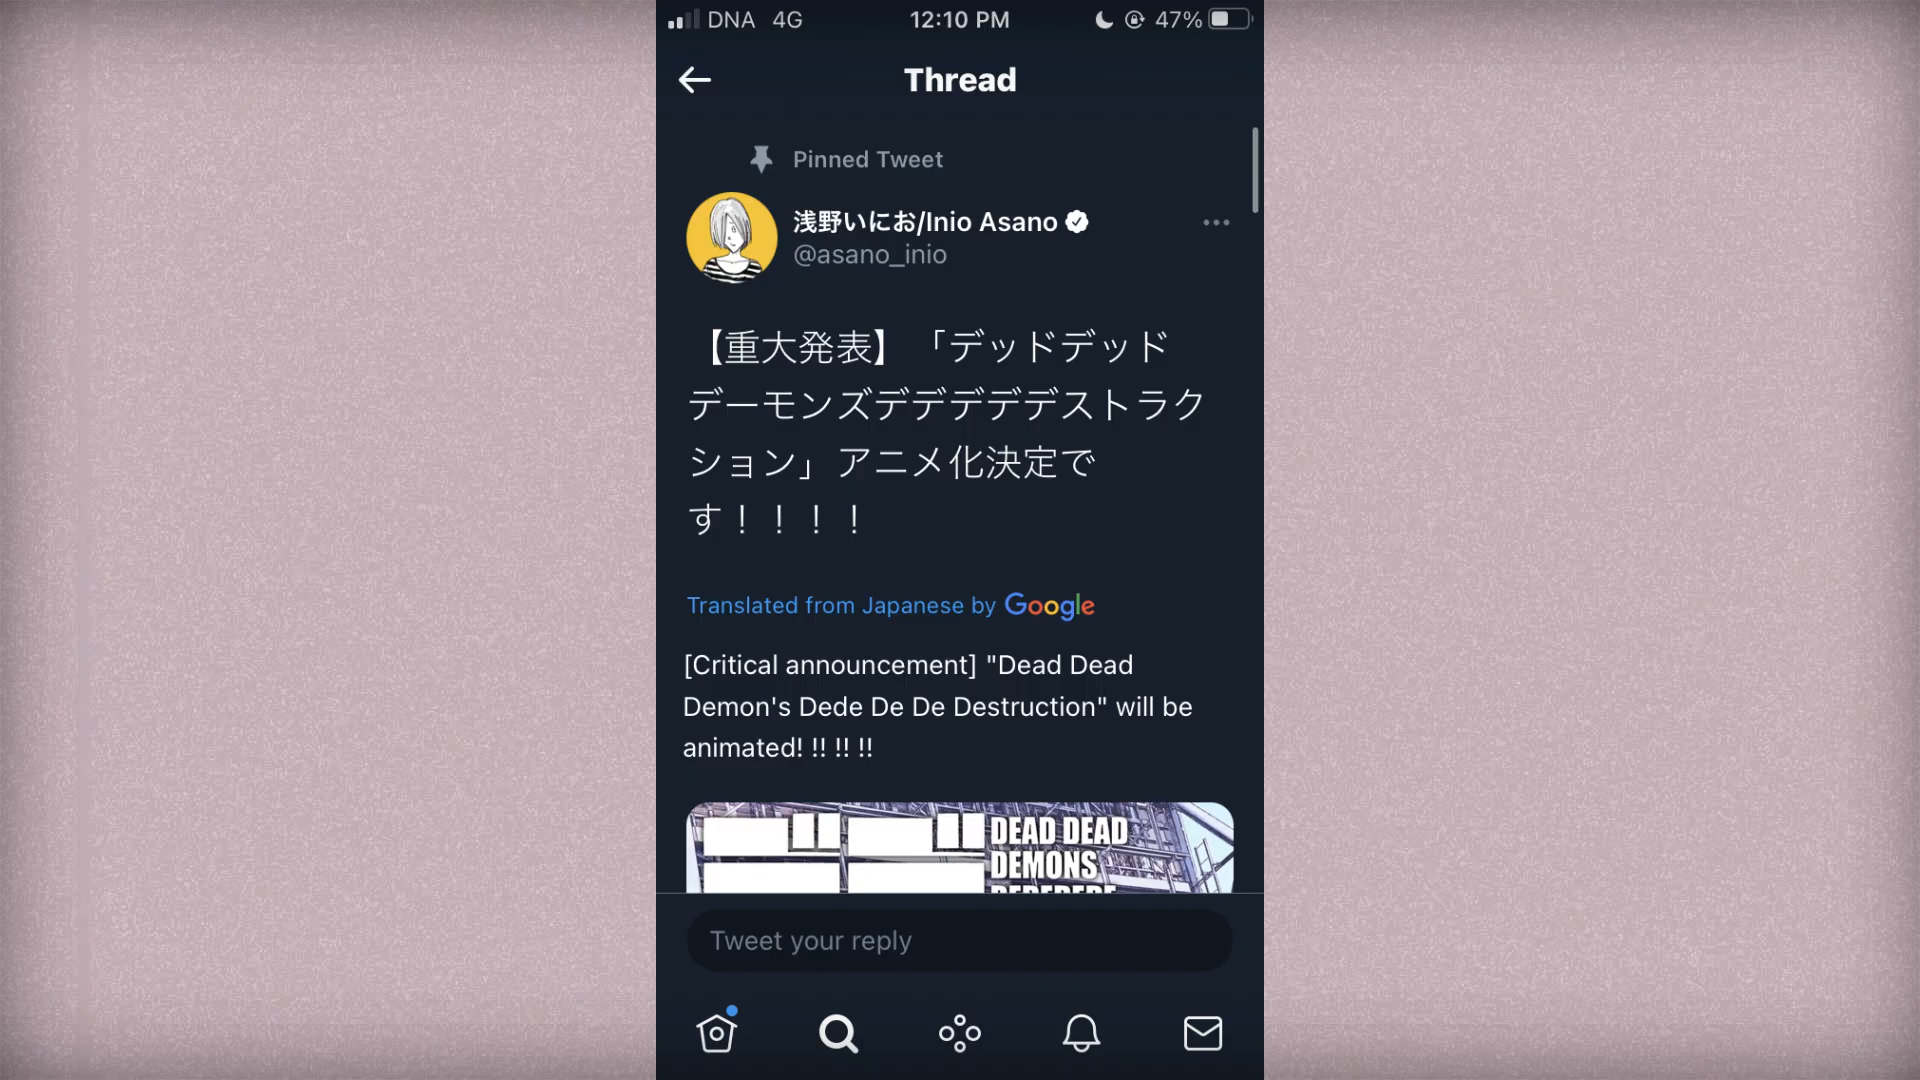 DNA 4G 12:10 PM 47%
Thread
Pinned Tweet
浅野いにお/Inio Asano
@asano_inio
【重大発表】「デッドデッド
デーモンズデデデデデストラク
ション」アニメ化決定で
す！！！！
Translated from Japanese by Google
[Critical announcement] "Dead Dead
Demon's Dede De De Destruction" will be
animated! !! !! !!
DEAD DEAD
DEMONS
DEDEDEDE
Tweet your reply